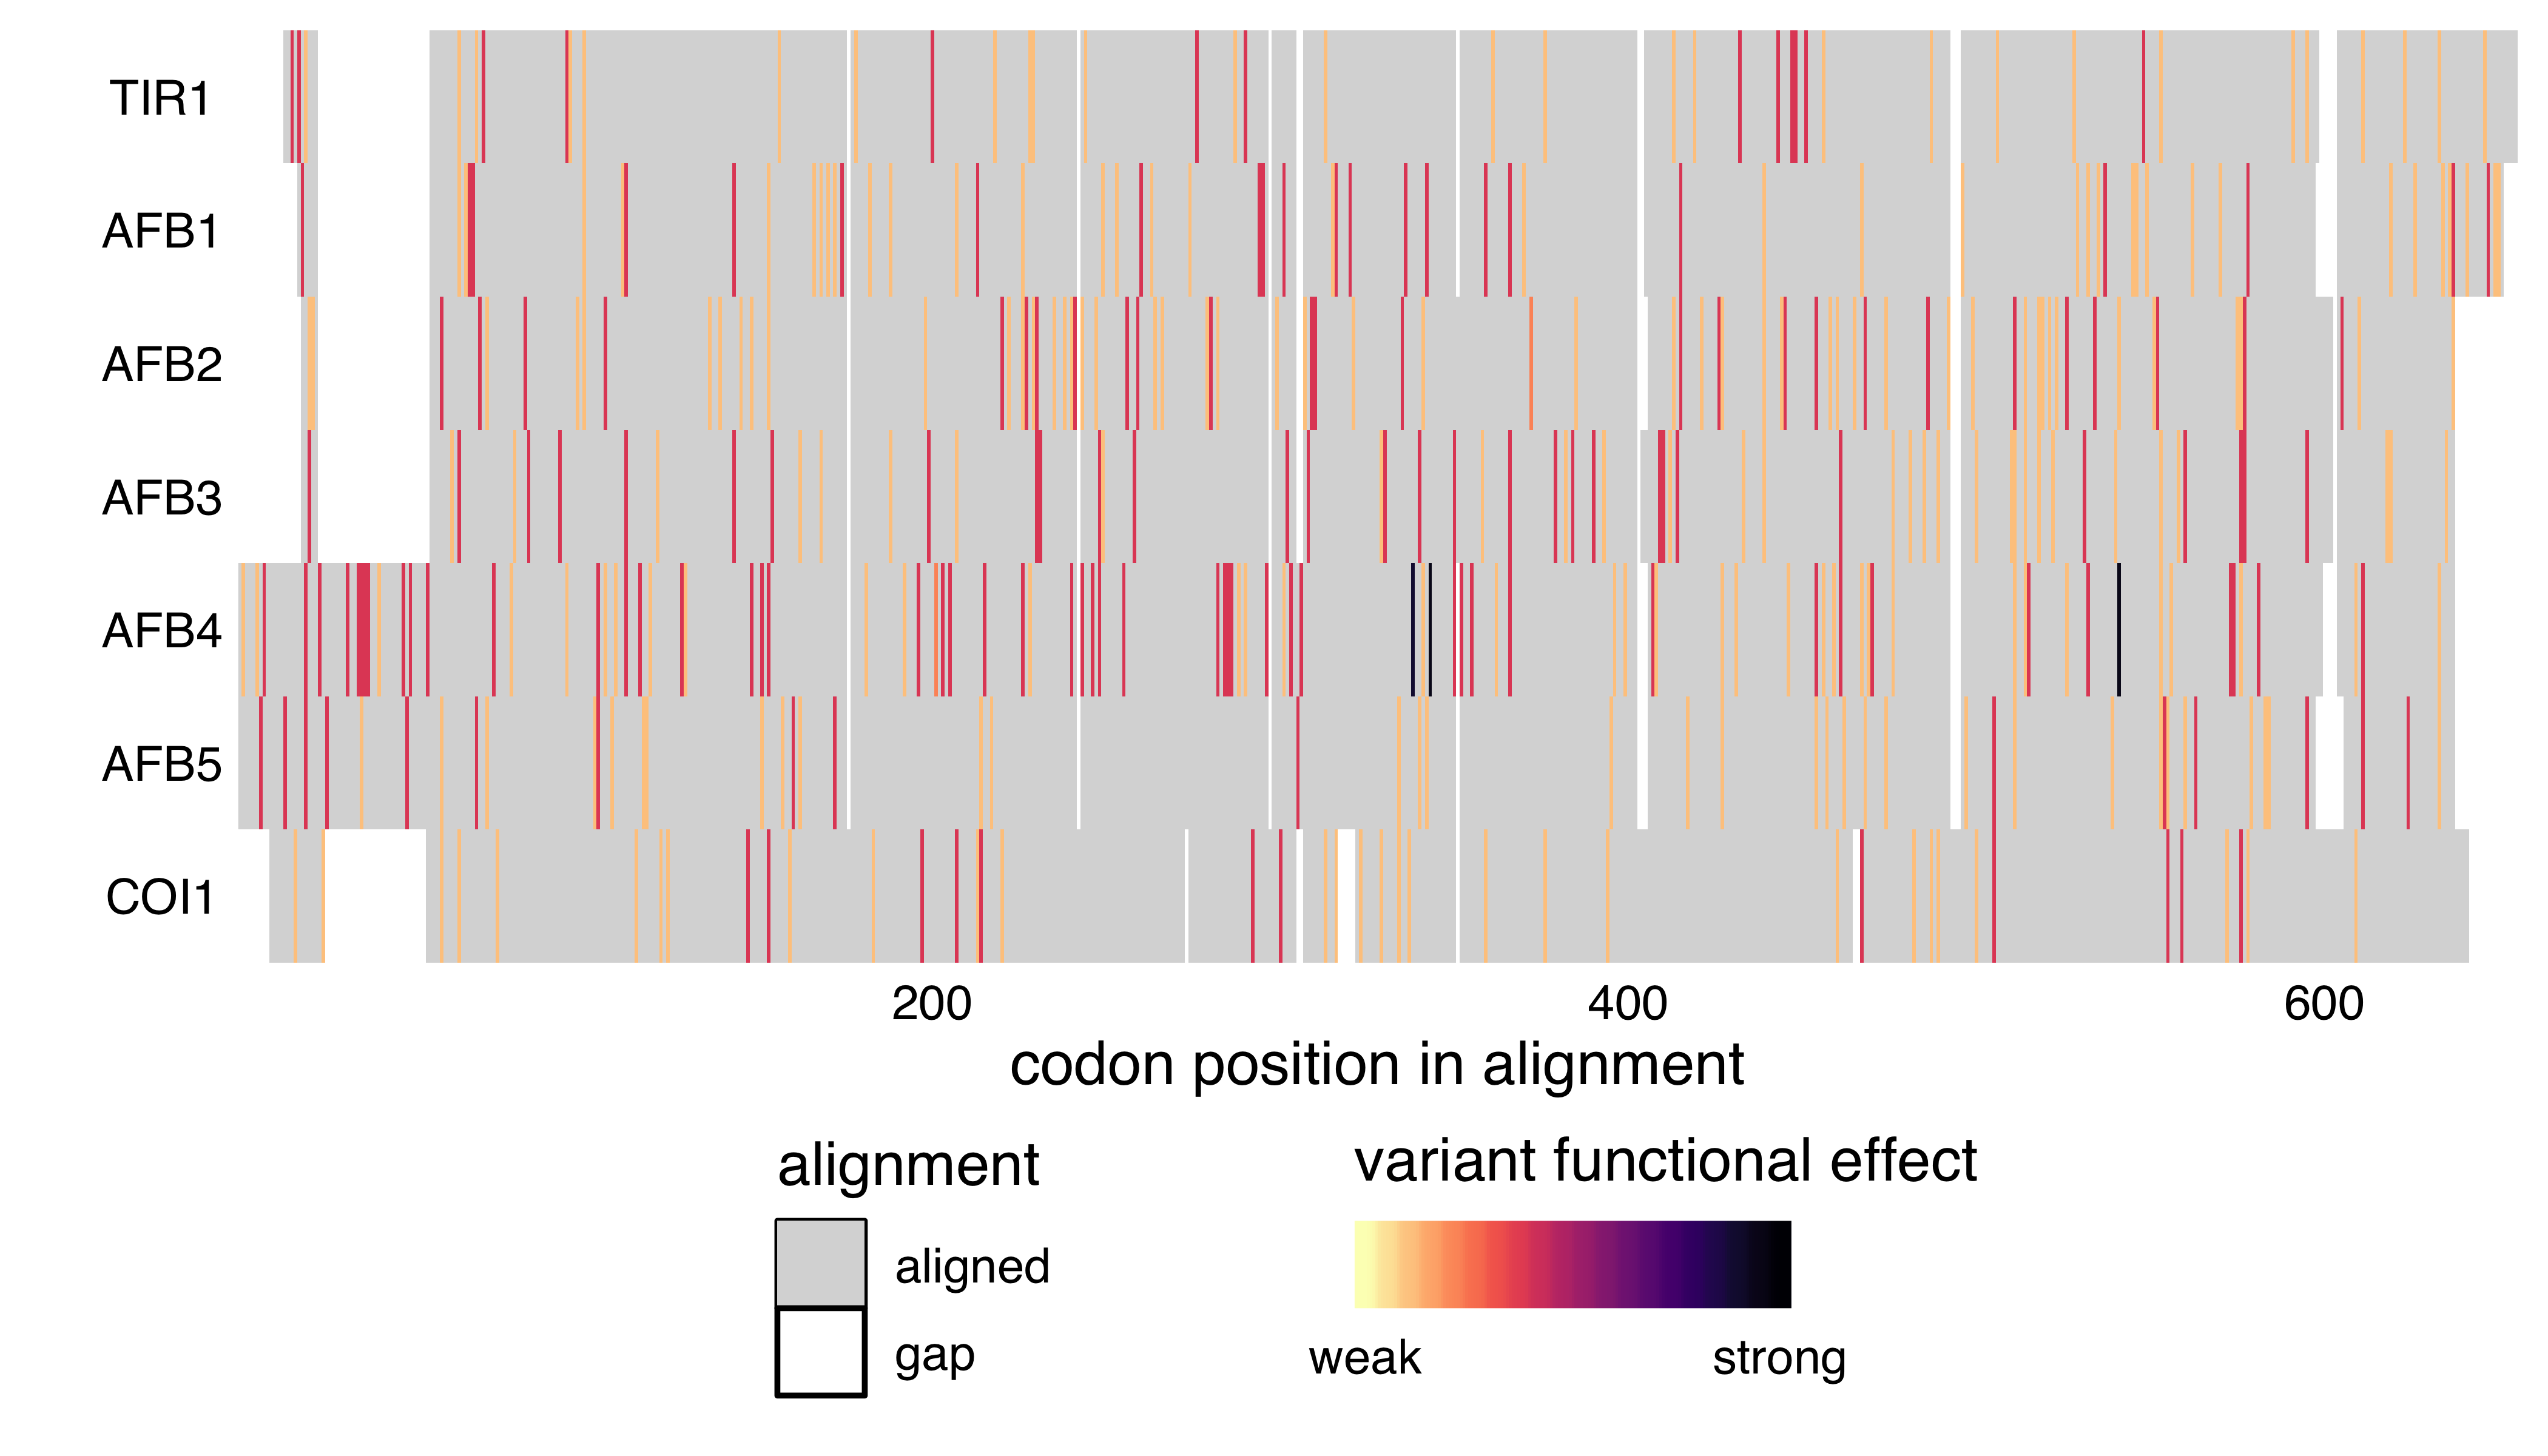 TIR1
AFB1
AFB2
AFB3
AFB4
AFB5
COI1
200 400 600
codon position in alignment
alignment
aligned
gap
variant functional effect
weak strong